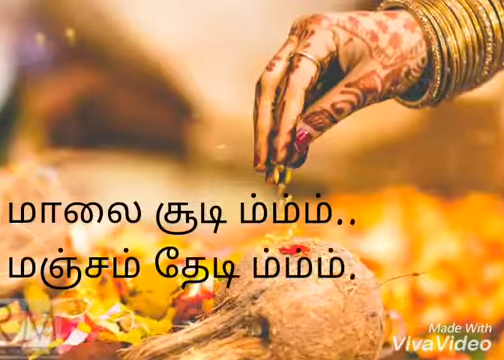 மாலை சூடி ம்ம்ம்..
மஞ்சம் தேடி ம்ம்ம்.
Made With
VivaVideo